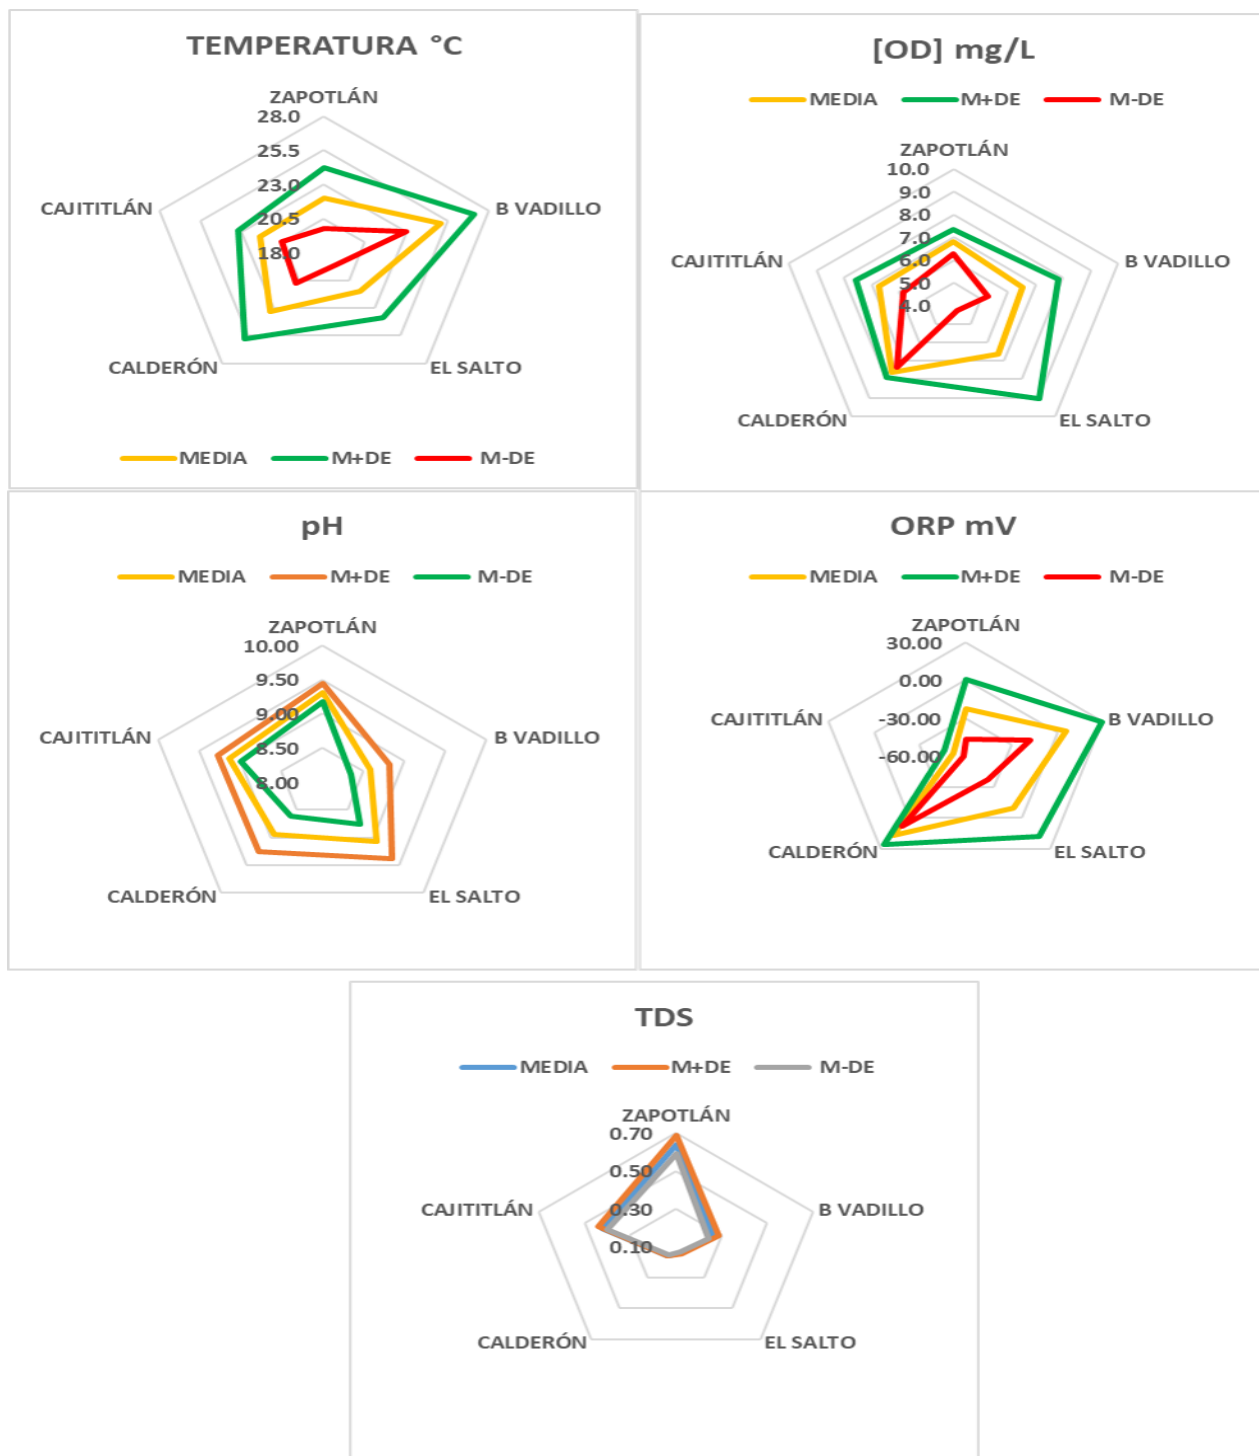 TEMPERATURA °C
ZAPOTLÁN
28.0
25.5
23.0
20.5
18.0
CAJITITLÁN
B VADILLO
CALDERÓN
EL SALTO
MEDIA M+DE M-DE
[OD] mg/L
MEDIA M+DE M-DE
ZAPOTLÁN
10.0
9.0
8.0
7.0
6.0
5.0
4.0
CAJITITLÁN
B VADILLO
CALDERÓN
EL SALTO
pH
MEDIA M+DE M-DE
ZAPOTLÁN
10.00
9.50
9.00
8.50
8.00
CAJITITLÁN
B VADILLO
CALDERÓN
EL SALTO
ORP mV
MEDIA M+DE M-DE
ZAPOTLÁN
30.00
0.00
-30.00
-60.00
CAJITITLÁN
B VADILLO
CALDERÓN
EL SALTO
TDS
MEDIA M+DE M-DE
ZAPOTLÁN
0.70
0.50
0.30
0.10
CAJITITLÁN
B VADILLO
CALDERÓN
EL SALTO